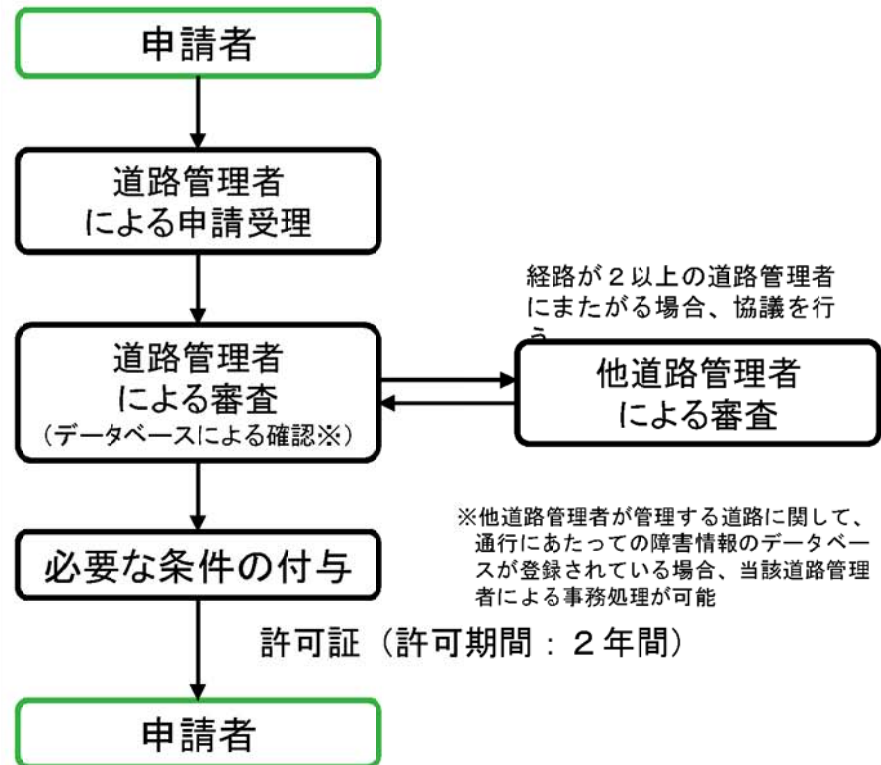 申請者
道路管理者
による申請受理
経路が２以上の道路管理者
にまたがる場合、協議を行
う
道路管理者
による審査
（データベースによる確認※）
他道路管理者
による審査
※他道路管理者が管理する道路に関して、
通行にあたっての障害情報のデータベー
スが登録されている場合、当該道路管理
者による事務処理が可能
必要な条件の付与
許可証（許可期間：２年間）
申請者